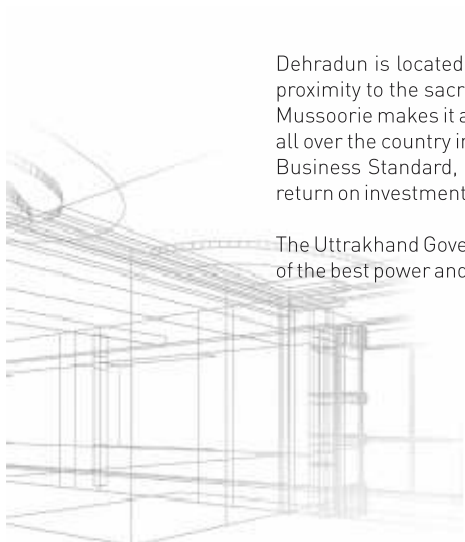 Dehradun is located
proximity to the sacr
Mussoorie makes it a
all over the country i
Business Standard,
return on investment
The Uttrakhand Gove
of the best power and